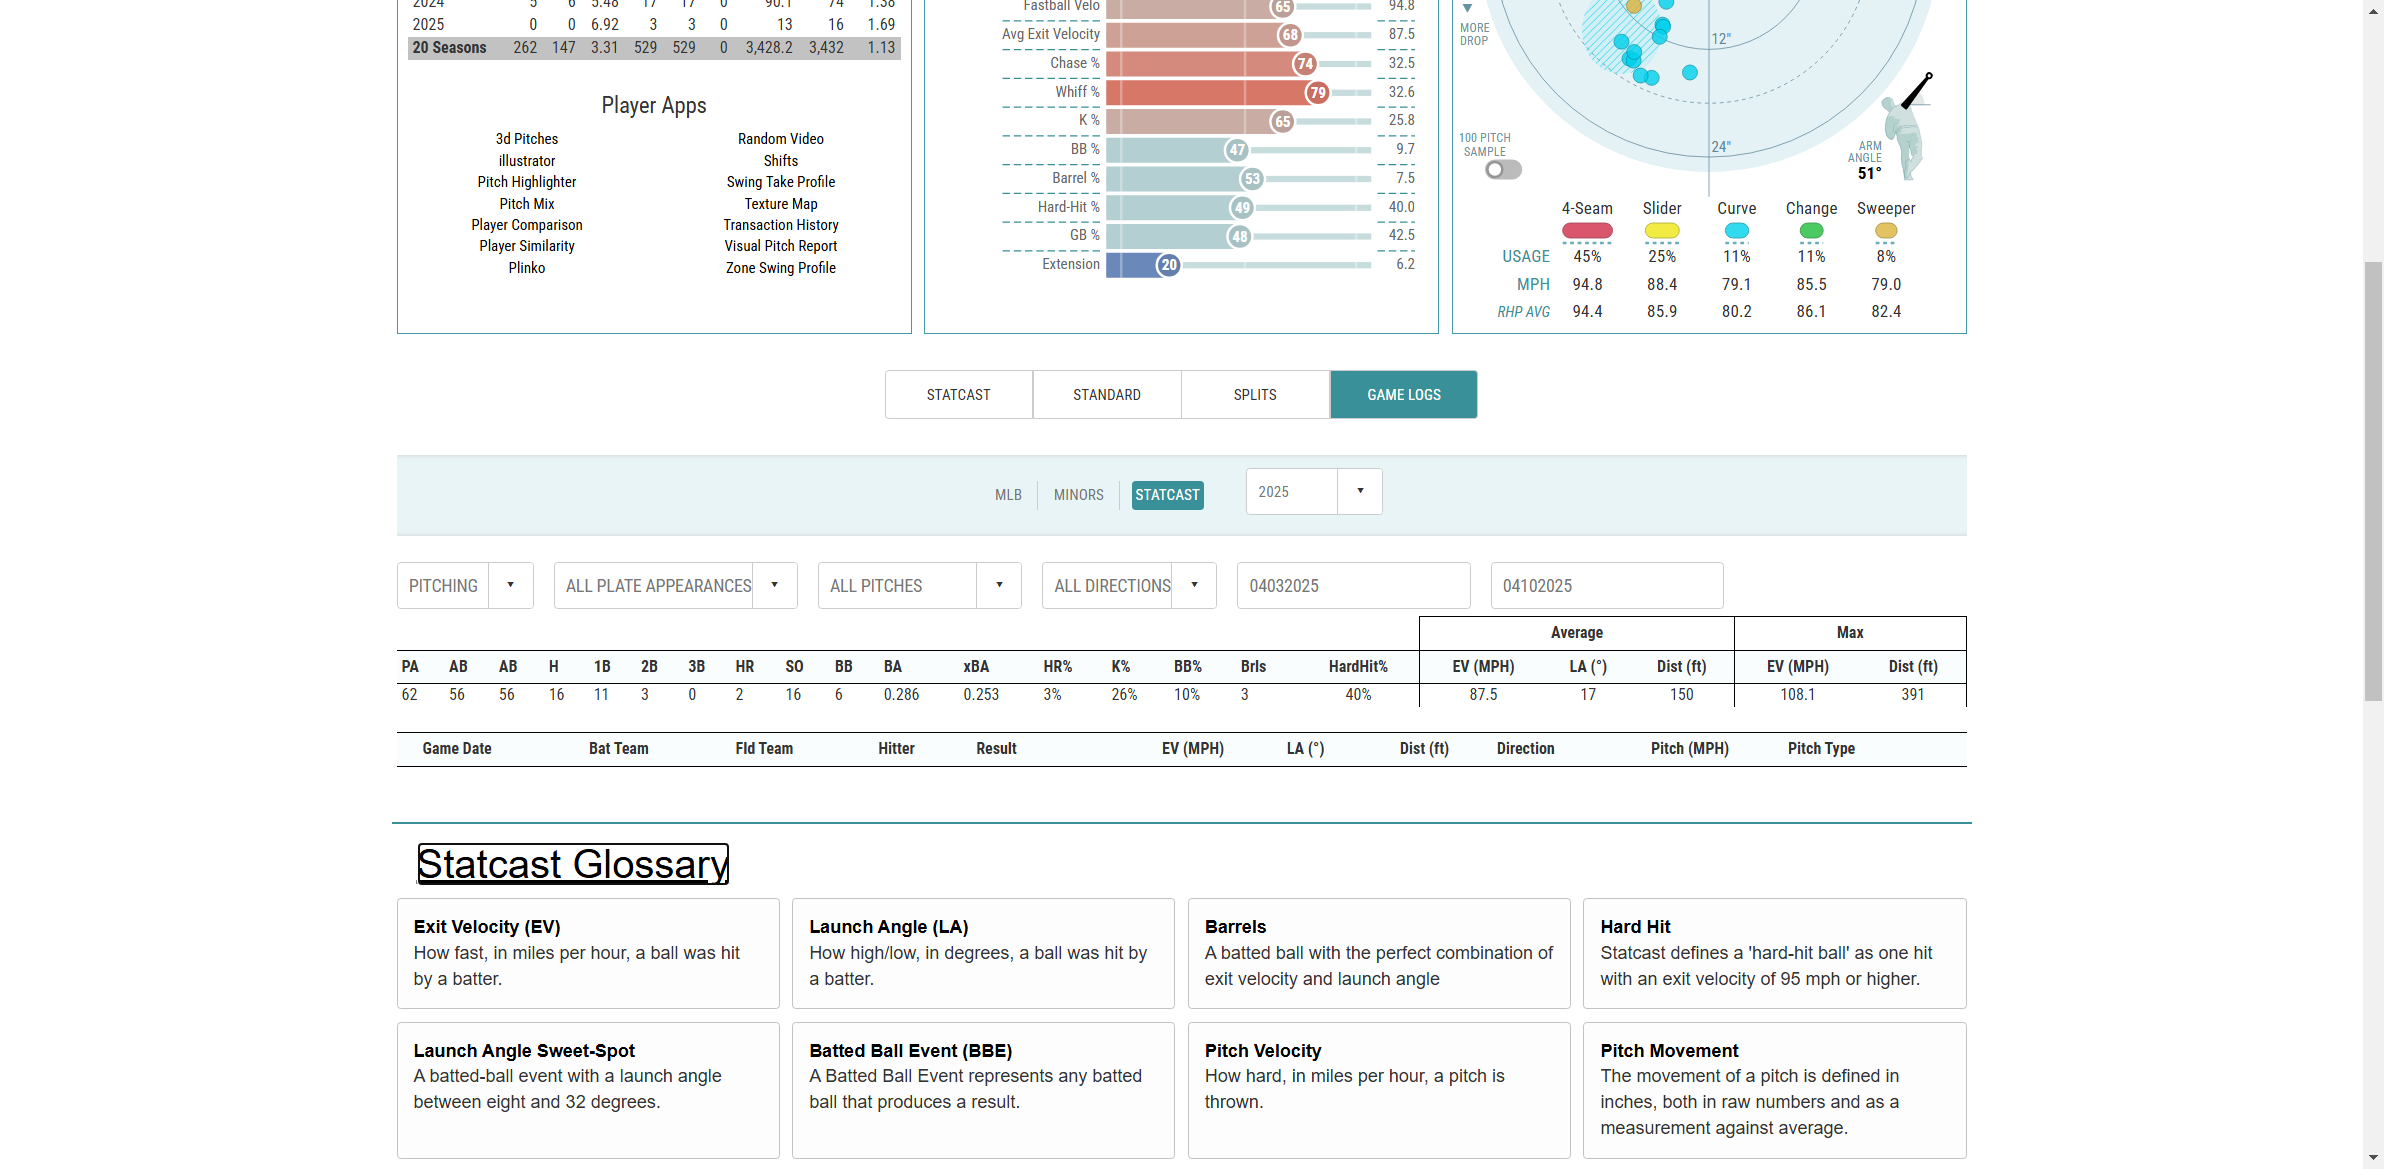 2024 5 6 5.48 17 17 0 90.1 74 1.38
2025 0 0 6.92 3 3 0 13 16 1.69
20 Seasons 262 147 3.31 529 529 0 3,428.2 3,432 1.13
Player Apps
3d Pitches Random Video
illustrator Shifts
Pitch Highlighter Swing Take Profile
Pitch Mix Texture Map
Player Comparison Transaction History
Player Similarity Visual Pitch Report
Plinko Zone Swing Profile
Fastball Velo 65 94.8
Avg Exit Velocity 68 87.5
Chase % 74 32.5
Whiff % 79 32.6
K % 65 25.8
BB % 47 9.7
Barrel % 53 7.5
Hard-Hit % 49 40.0
GB % 48 42.5
Extension 20 6.2
▼
MORE
DROP
12"
24"
100 PITCH
SAMPLE
ARM
ANGLE
51°
4-Seam Slider Curve Change Sweeper
USAGE 45% 25% 11% 11% 8%
MPH 94.8 88.4 79.1 85.5 79.0
RHP AVG 94.4 85.9 80.2 86.1 82.4
STATCAST STANDARD SPLITS GAME LOGS
MLB MINORS STATCAST 2025
PITCHING ALL PLATE APPEARANCES ALL PITCHES ALL DIRECTIONS 04032025 04102025
Average Max
PA AB AB H 1B 2B 3B HR SO BB BA xBA HR% K% BB% Brls HardHit% EV (MPH) LA (°) Dist (ft) EV (MPH) Dist (ft)
62 56 56 16 11 3 0 2 16 6 0.286 0.253 3% 26% 10% 3 40% 87.5 17 150 108.1 391
Game Date Bat Team Fld Team Hitter Result EV (MPH) LA (°) Dist (ft) Direction Pitch (MPH) Pitch Type
Statcast Glossary
Exit Velocity (EV)
How fast, in miles per hour, a ball was hit
by a batter.
Launch Angle (LA)
How high/low, in degrees, a ball was hit by
a batter.
Barrels
A batted ball with the perfect combination of
exit velocity and launch angle
Hard Hit
Statcast defines a 'hard-hit ball' as one hit
with an exit velocity of 95 mph or higher.
Launch Angle Sweet-Spot
A batted-ball event with a launch angle
between eight and 32 degrees.
Batted Ball Event (BBE)
A Batted Ball Event represents any batted
ball that produces a result.
Pitch Velocity
How hard, in miles per hour, a pitch is
thrown.
Pitch Movement
The movement of a pitch is defined in
inches, both in raw numbers and as a
measurement against average.